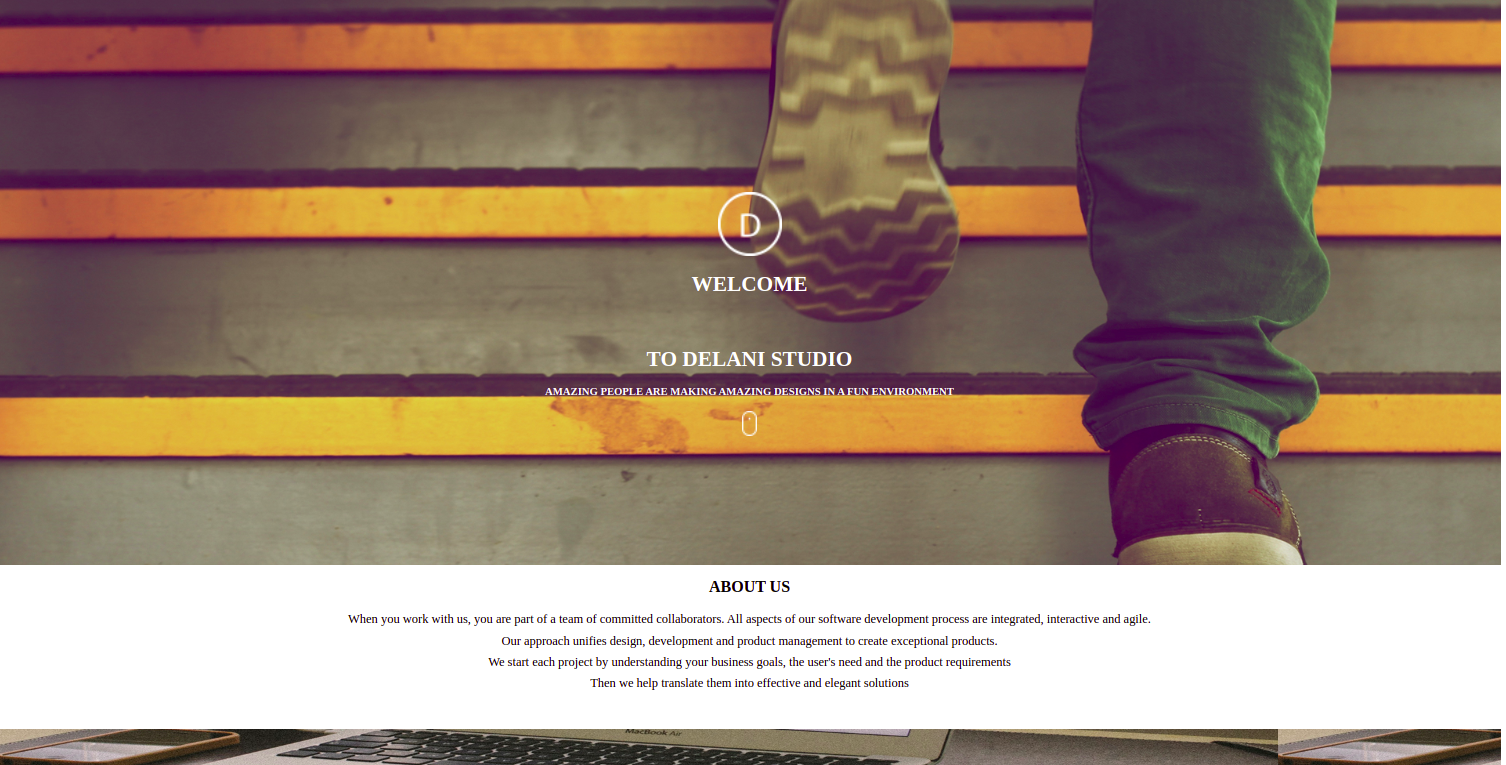 D
WELCOME
TO DELANI STUDIO
AMAZING PEOPLE ARE MAKING AMAZING DESIGNS IN A FUN ENVIRONMENT
ABOUT US
When you work with us, you are part of a team of committed collaborators. All aspects of our software development process are integrated, interactive and agile.
Our approach unifies design, development and product management to create exceptional products.
We start each project by understanding your business goals, the user's need and the product requirements
Then we help translate them into effective and elegant solutions
MacBook Air